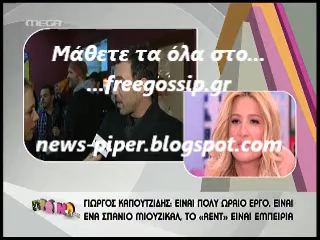 MEGA
Μάθετε τα όλα στο...
...freegossip.gr
news-piper.blogspot.com
ΓΙΩΡΓΟΣ ΚΑΠΟΥΤΖΙΔΗΣ: ΕΙΝΑΙ ΠΟΛΥ ΩΡΑΙΟ ΕΡΓΟ. ΕΙΝΑΙ
ΕΝΑ ΣΠΑΝΙΟ ΜΙΟΥΖΙΚΑΛ, ΤΟ «RENT» ΕΙΝΑΙ ΕΜΠΕΙΡΙΑ